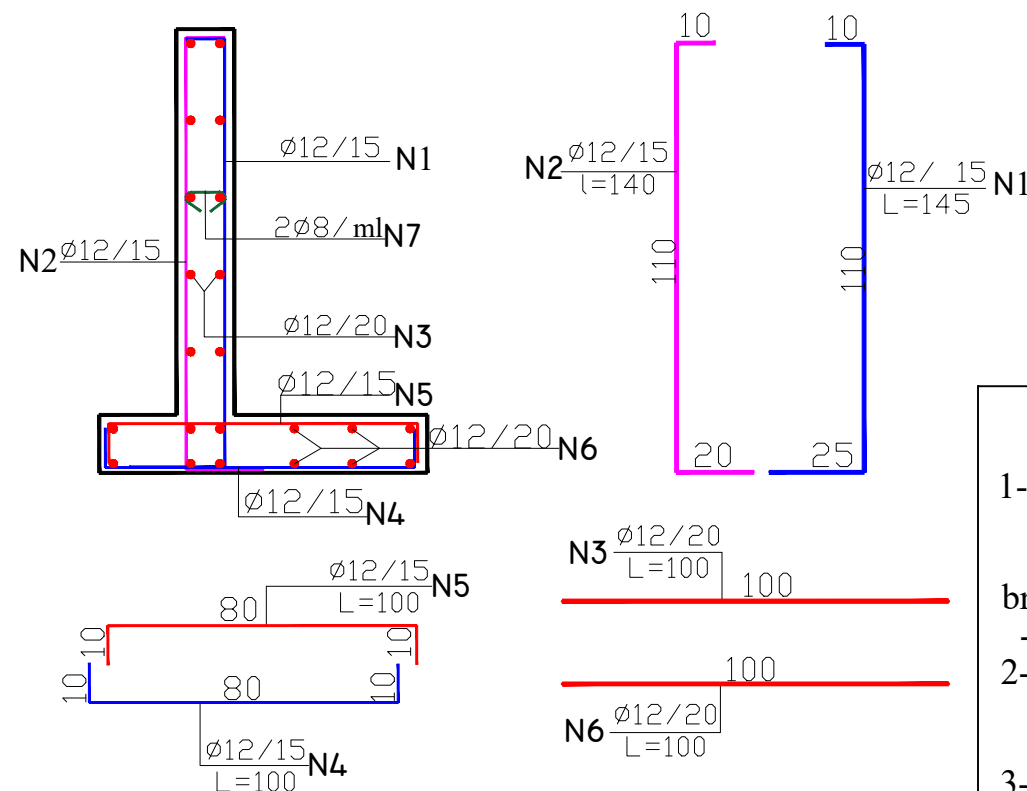 10
10
Ø12/15 N1
N2 Ø12/15
l=140
Ø12/ 15 N1
L=145
2Ø8/ ml N7
N2 Ø12/15
110
110
Ø12/20 N3
Ø12/15 N5
Ø12/20 N6
20
25
Ø12/15 N4
1-
N3 Ø12/20
L=100
100
Ø12/15 N5
L=100
80
10
10
br
-
2-
100
10
80
10
N6 Ø12/20
L=100
Ø12/15 N4
L=100
3-